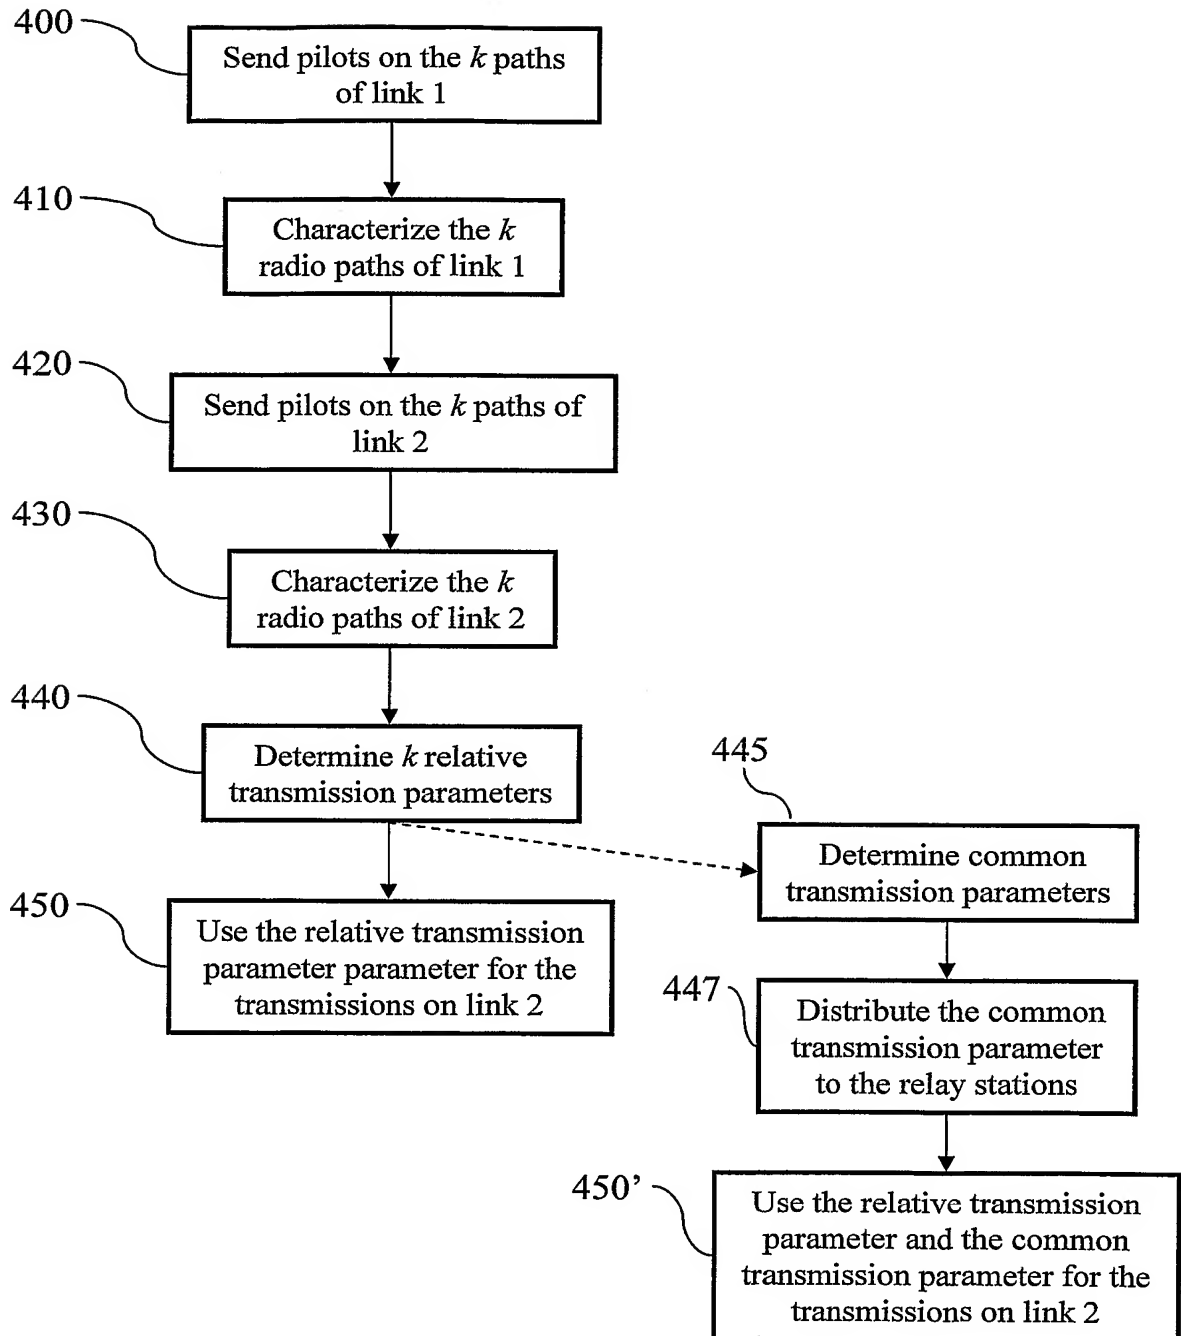 400
Send pilots on the k paths
of link 1
410
Characterize the k
radio paths of link 1
420
Send pilots on the k paths of
link 2
430
Characterize the k
radio paths of link 2
440
Determine k relative
transmission parameters
445
Determine common
transmission parameters
450
Use the relative transmission
parameter parameter for the
transmissions on link 2
447
Distribute the common
transmission parameter
to the relay stations
450’
Use the relative transmission
parameter and the common
transmission parameter for the
transmissions on link 2